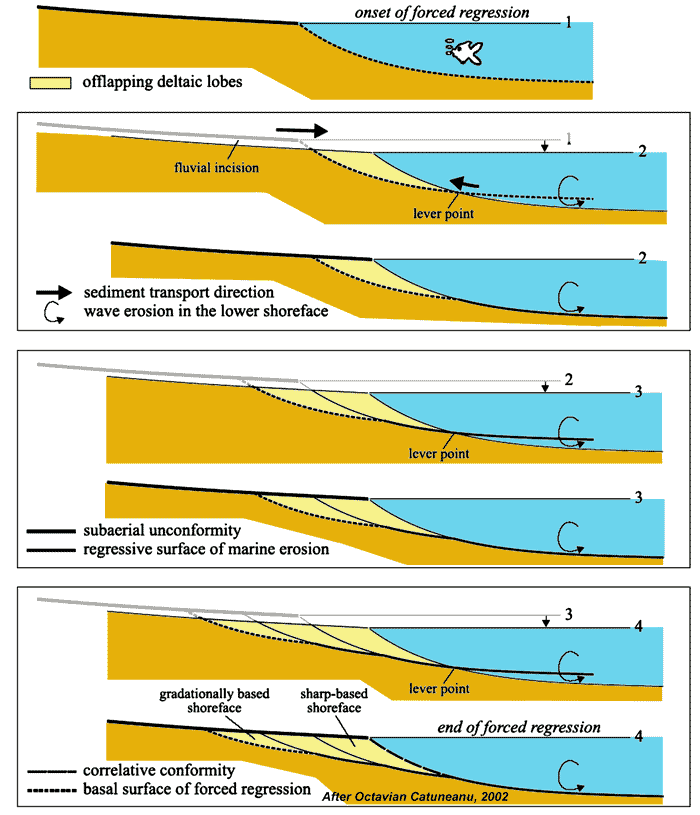 onset of forced regression
1
offlapping deltaic lobes
1
2
fluvial incision
lever point
2
sediment transport direction
wave erosion in the lower shoreface
2
3
lever point
3
subaerial unconformity
regressive surface of marine erosion
3
4
lever point
gradationally based
shoreface
sharp-based
shoreface
end of forced regression
4
correlative conformity
basal surface of forced regression
After Octavian Catuneanu, 2002